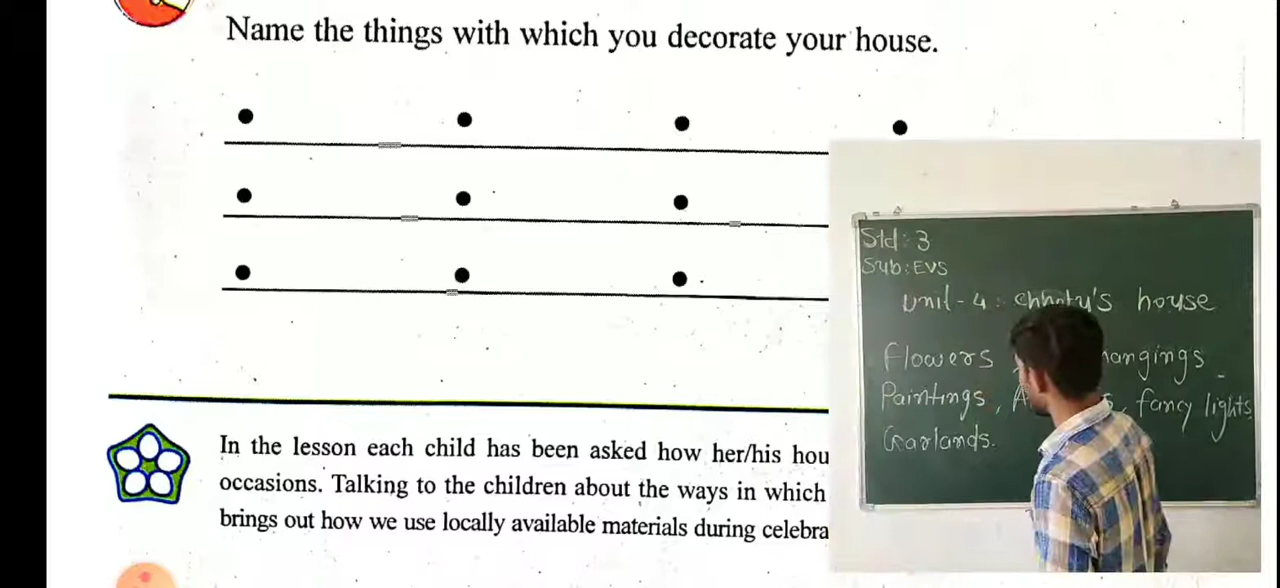 Name the things with which you decorate your house.
In the lesson each child has been asked how her/his hou
occasions. Talking to the children about the ways in which
brings out how we use locally available materials during celebra
Std : 3
Sub : EVS
Unit - 4 : Chhotu's house
Flowers hangings
Paintings, fancy lights
Garlands.